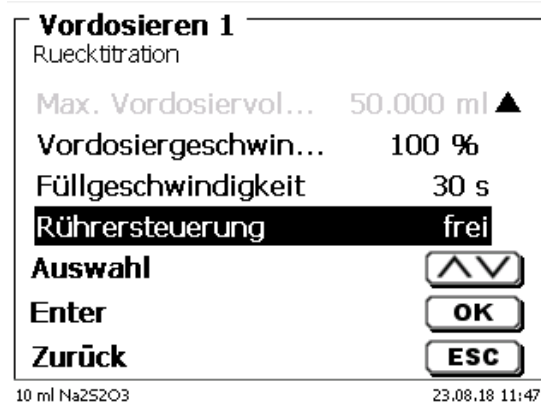 Vordosieren 1
Ruecktitration
Max. Vordosiervol... 50.000 ml
Vordosiergeschwin... 100 %
Füllgeschwindigkeit 30 s
Rührersteuerung frei
Auswahl
Enter OK
Zurück ESC
10 ml Na2S2O3 23.08.18 11:47